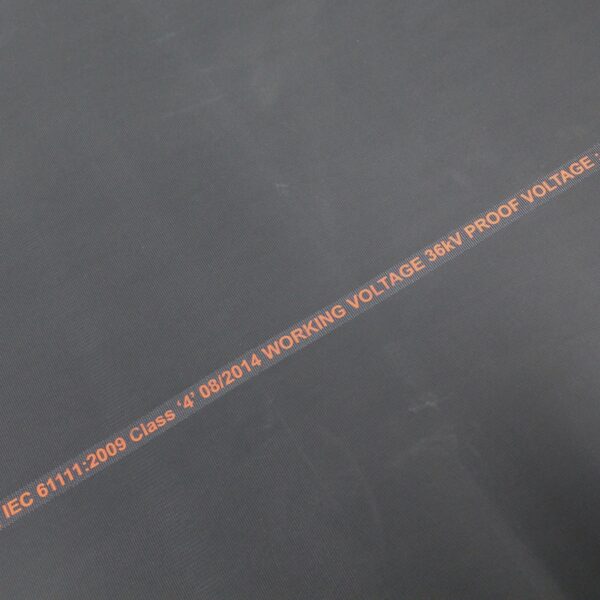 IEC 61111:2009 Class '4' 08/2014 WORKING VOLTAGE 36kV PROOF VOLTAGE